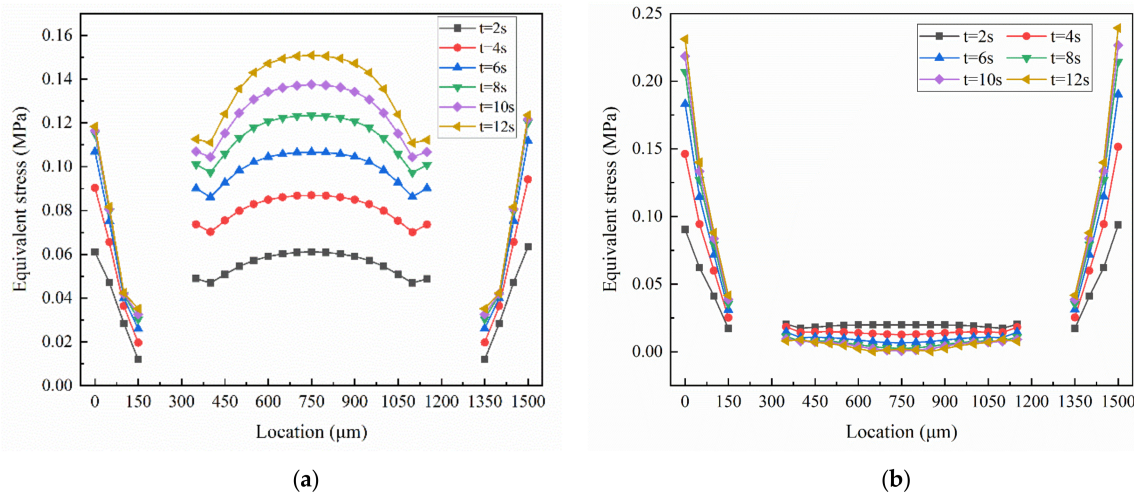 0.16
0.14
0.12
0.10
0.08
0.06
0.04
0.02
0.00
Equivalent stress (MPa)
t=2s
t=4s
t=6s
t=8s
t=10s
t=12s
0 150 300 450 600 750 900 1050 1200 1350 1500
Location (μm)
(a)
0.25
0.20
0.15
0.10
0.05
0.00
Equivalent stress (MPa)
t=2s t=4s
t=6s t=8s
t=10s t=12s
0 150 300 450 600 750 900 1050 1200 1350 1500
Location (μm)
(b)